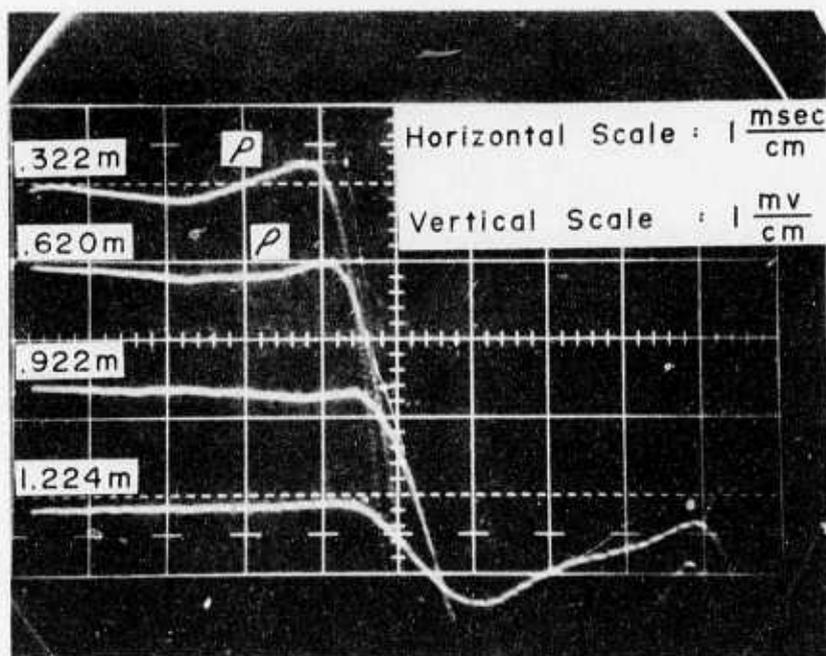 .322m
ρ
Horizontal Scale : 1 msec/cm
.620m
ρ
Vertical Scale : 1 mv/cm
.922m
1.224m